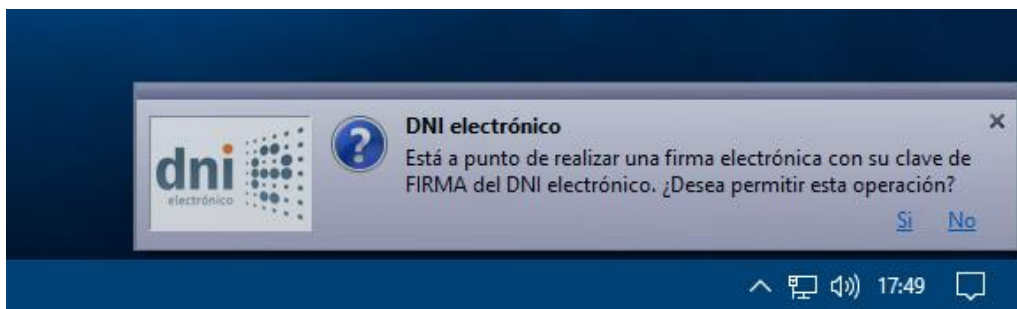 dni
electrónico
DNI electrónico
Está a punto de realizar una firma electrónica con su clave de
FIRMA del DNI electrónico. ¿Desea permitir esta operación?
Si No
17:49